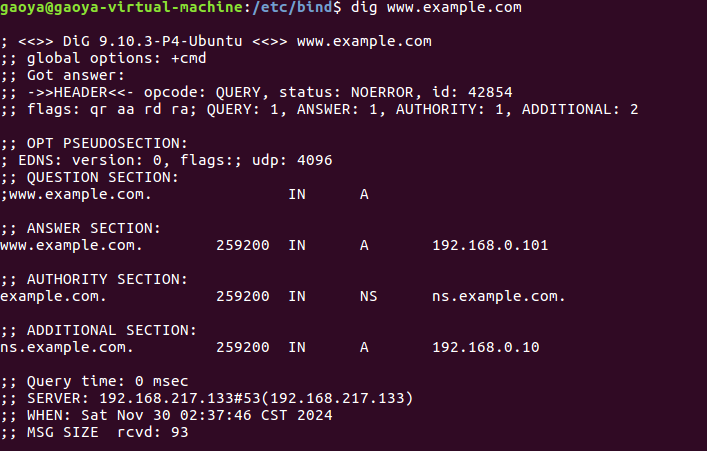 gaoya@gaoya-virtual-machine:/etc/bind$ dig www.example.com
; <<>> DiG 9.10.3-P4-Ubuntu <<>> www.example.com
;; global options: +cmd
;; Got answer:
;; ->>HEADER<<- opcode: QUERY, status: NOERROR, id: 42854
;; flags: qr aa rd ra; QUERY: 1, ANSWER: 1, AUTHORITY: 1, ADDITIONAL: 2
;; OPT PSEUDOSECTION:
; EDNS: version: 0, flags:; udp: 4096
;; QUESTION SECTION:
;www.example.com. IN A
;; ANSWER SECTION:
www.example.com. 259200 IN A 192.168.0.101
;; AUTHORITY SECTION:
example.com. 259200 IN NS ns.example.com.
;; ADDITIONAL SECTION:
ns.example.com. 259200 IN A 192.168.0.10
;; Query time: 0 msec
;; SERVER: 192.168.217.133#53(192.168.217.133)
;; WHEN: Sat Nov 30 02:37:46 CST 2024
;; MSG SIZE rcvd: 93